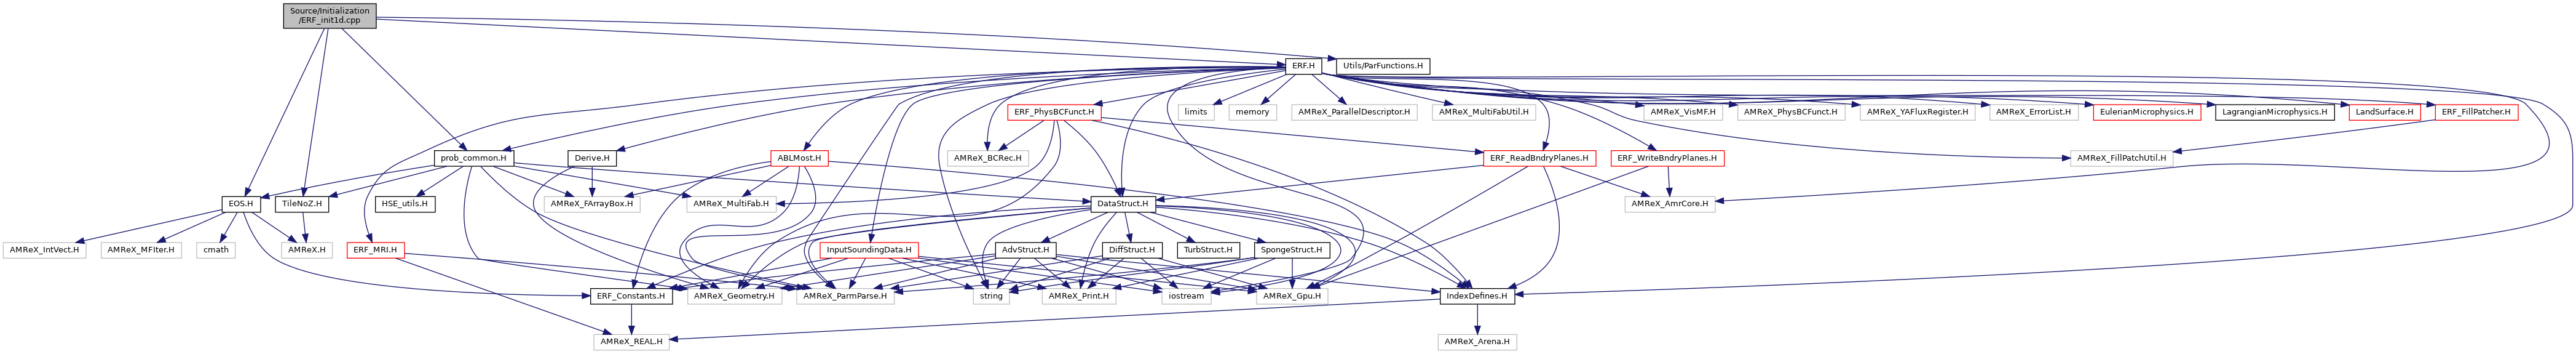 Source/Initialization
/ERF_init1d.cpp
ERF.H
Utils/ParFunctions.H
ERF_PhysBCFunct.H
limits
memory
AMReX_ParallelDescriptor.H
AMReX_MultiFabUtil.H
AMReX_VisMF.H
AMReX_PhysBCFunct.H
AMReX_YAFluxRegister.H
AMReX_ErrorList.H
EulerianMicrophysics.H
LagrangianMicrophysics.H
LandSurface.H
ERF_FillPatcher.H
prob_common.H
Derive.H
ABLMost.H
AMReX_BCRec.H
ERF_ReadBndryPlanes.H
ERF_WriteBndryPlanes.H
AMReX_FillPatchUtil.H
EOS.H
TileNoZ.H
HSE_utils.H
AMReX_FArrayBox.H
AMReX_MultiFab.H
DataStruct.H
AMReX_AmrCore.H
AMReX_IntVect.H
AMReX_MFIter.H
cmath
AMReX.H
ERF_MRI.H
InputSoundingData.H
AdvStruct.H
DiffStruct.H
TurbStruct.H
SpongeStruct.H
ERF_Constants.H
AMReX_Geometry.H
AMReX_ParmParse.H
string
AMReX_Print.H
iostream
AMReX_Gpu.H
IndexDefines.H
AMReX_REAL.H
AMReX_Arena.H